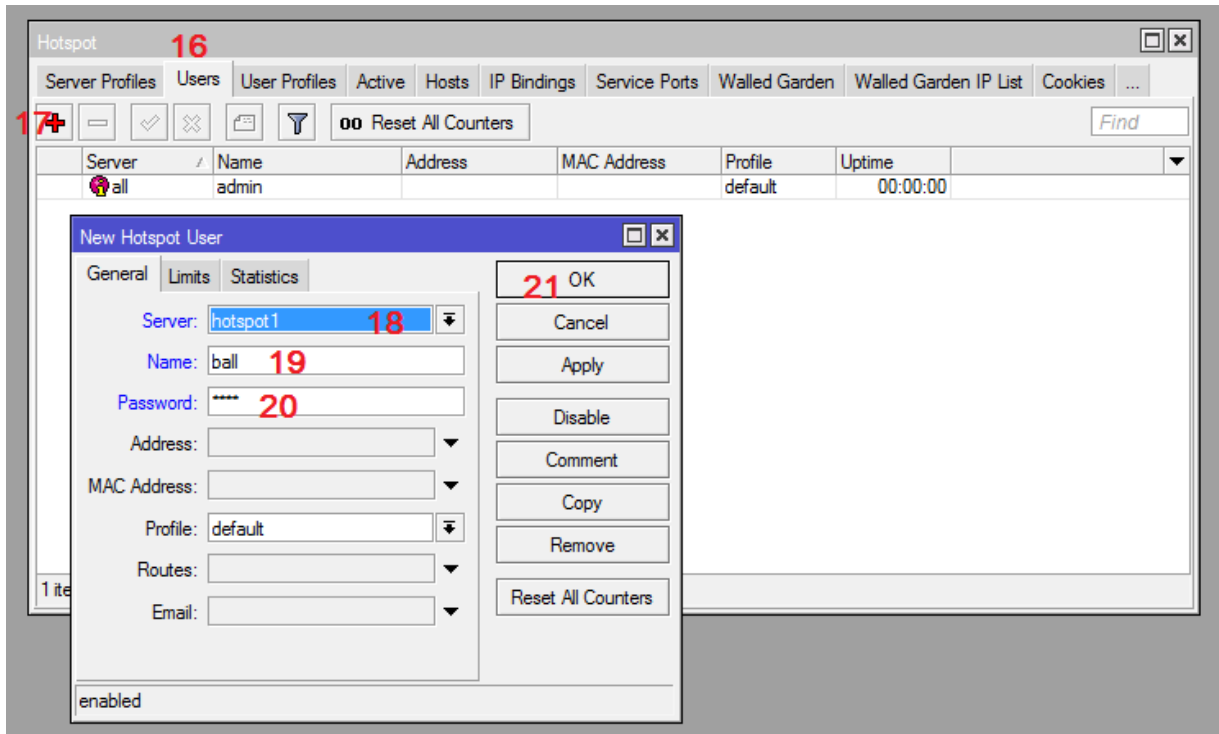 Hotspot
16
Server Profiles Users User Profiles Active Hosts IP Bindings Service Ports Walled Garden Walled Garden IP List Cookies ...
17 00 Reset All Counters Find
Server Name Address MAC Address Profile Uptime
all admin default 00:00:00
New Hotspot User
General Limits Statistics
21 OK
Server: hotspot1 18
Cancel
Name: ball 19
Apply
Password: **** 20
Disable
Address:
Comment
MAC Address:
Copy
Profile: default
Remove
Routes:
Reset All Counters
Email:
1 ite
enabled